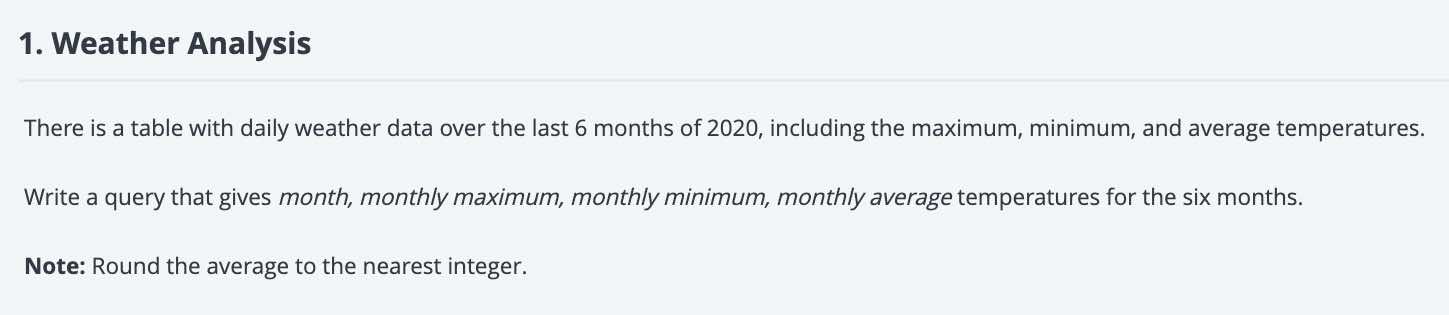 1. Weather Analysis
There is a table with daily weather data over the last 6 months of 2020, including the maximum, minimum, and average temperatures.
Write a query that gives month, monthly maximum, monthly minimum, monthly average temperatures for the six months.
Note: Round the average to the nearest integer.